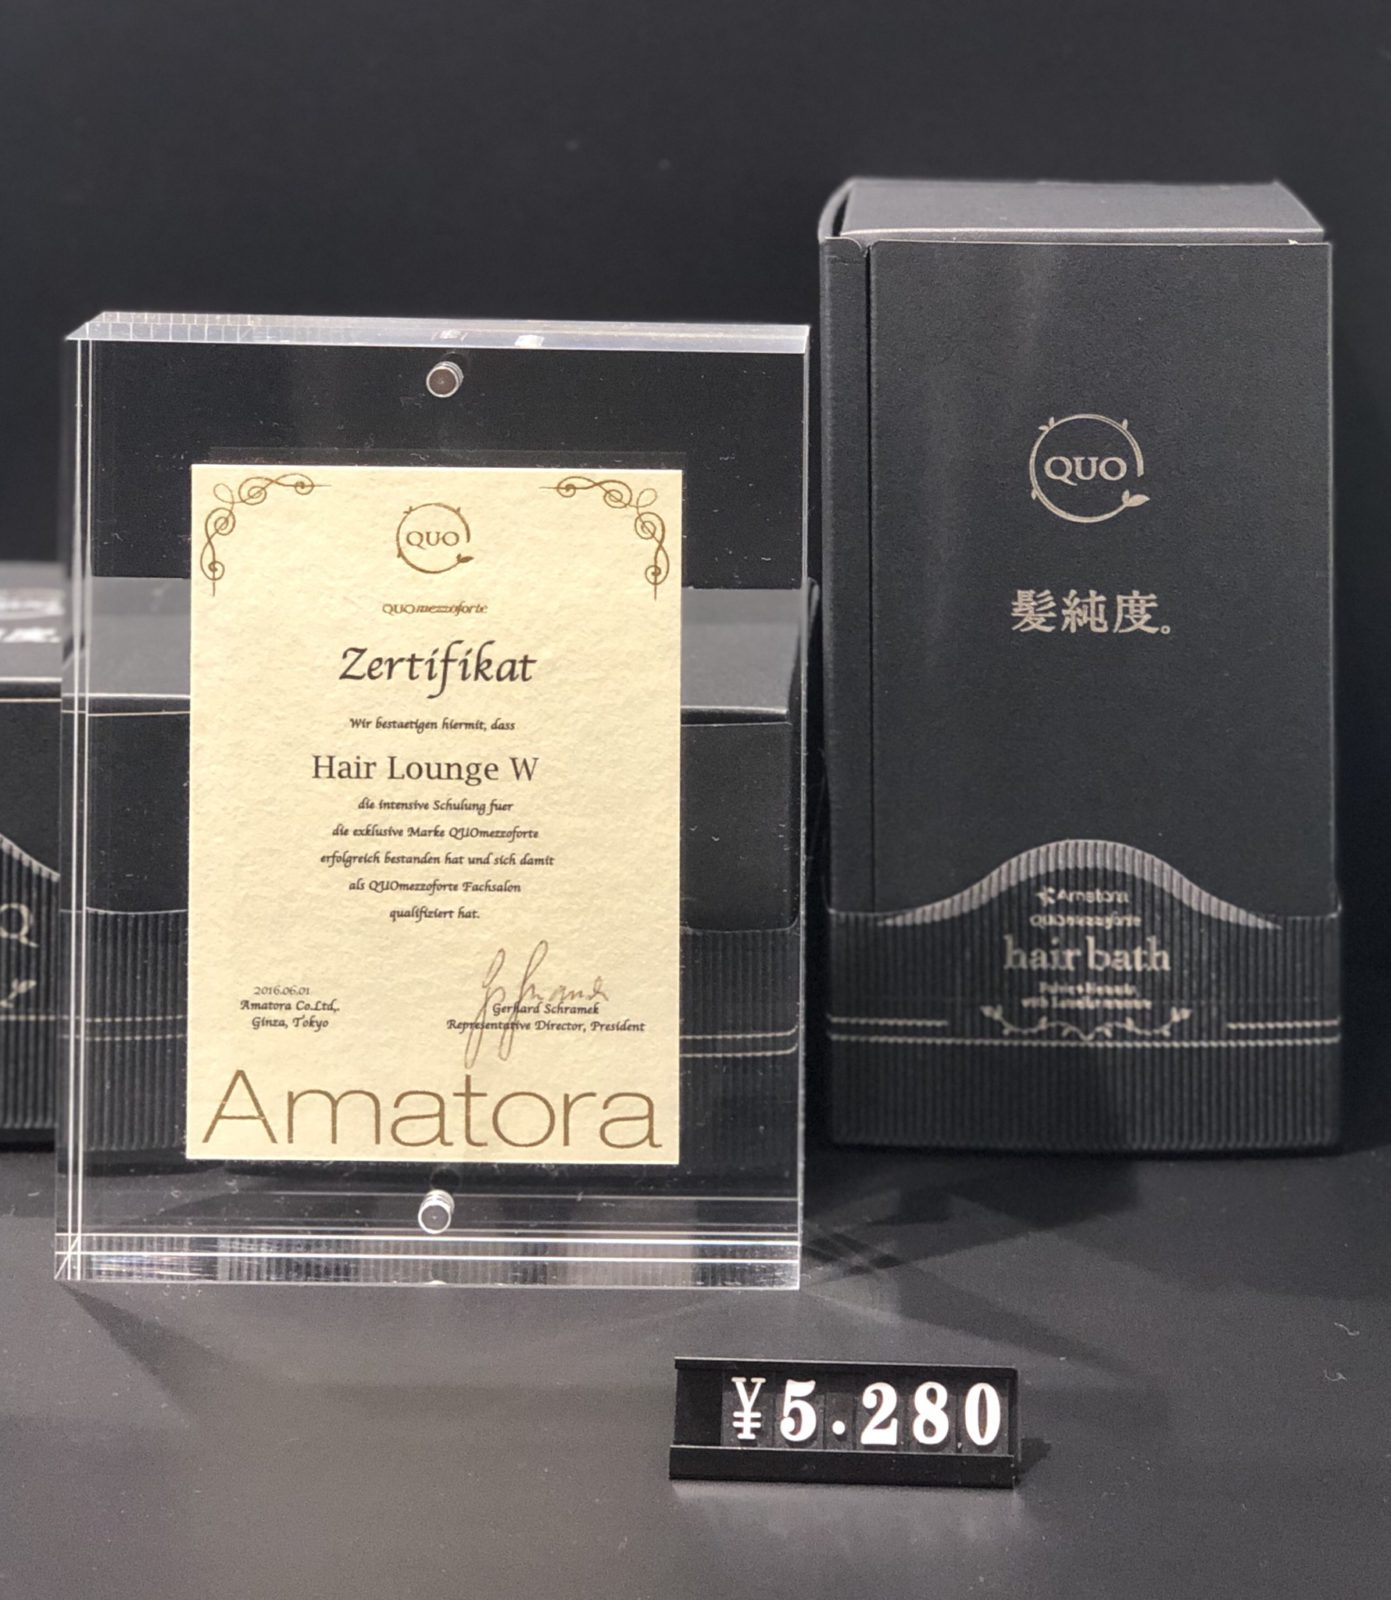 QUO
QUOmezzoforte
Zertifikat
Wir bestaetigen hiermit, dass
Hair Lounge W
die intensive Schulung fuer
die exklusive Marke QUOmezzoforte
erfolgreich bestanden hat und sich damit
als QUOmezzoforte Fachsalon
qualifiziert hat.
2016.06.01
Amatora Co.Ltd,.
Ginza, Tokyo
Gerhard Schramek
Representative Director, President
Amatora
QUO
髪純度。
Amatora
QUOmezzoforte
hair bath
¥5.280